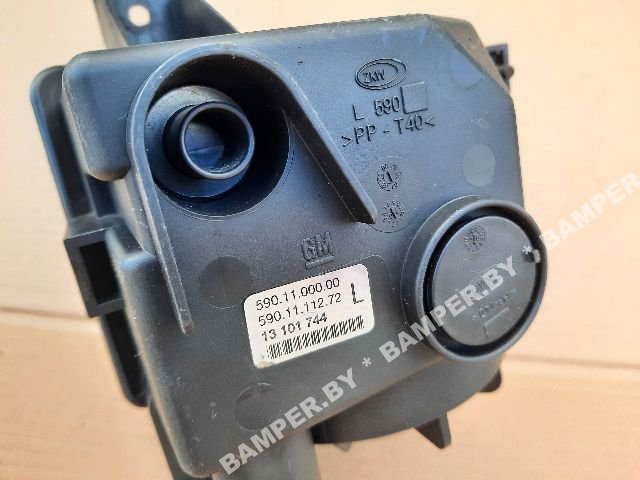 ZKW
L 590
>PP-T40<
GM
590.11.000.00
590.11.112.72 L
13 101 744
BAMPER.BY * BAMPER.BY * BAMPER